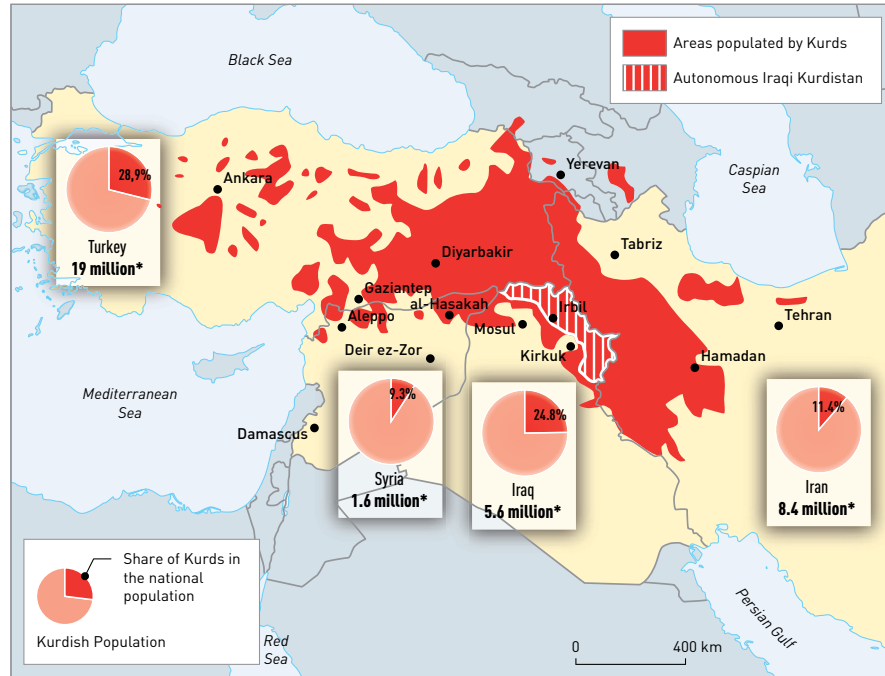 Black Sea
Areas populated by Kurds
Autonomous Iraqi Kurdistan
Caspian
Sea
Yerevan
28,9%
Turkey
19 million*
Ankara
Diyarbakir
Tabriz
Gaziantep
al-Hasakah
Aleppo
Irbil
Mosul
Tehran
Deir ez-Zor
Kirkuk
Hamadan
Mediterranean
Sea
Damascus
9.3%
Syria
1.6 million*
24.8%
Iraq
5.6 million*
11.4%
Iran
8.4 million*
Share of Kurds in
the national
population
Kurdish Population
Red
Sea
0 400 km
Persian Gulf